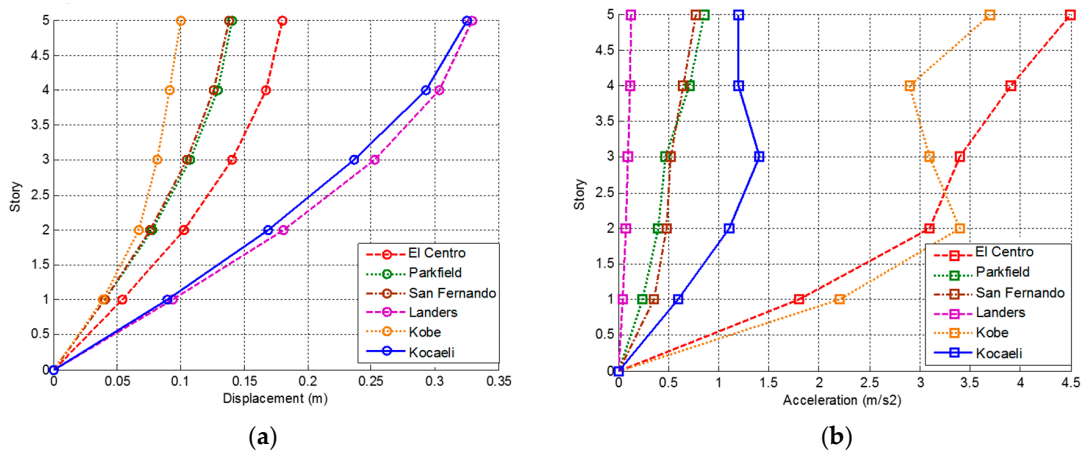 5
4.5
4
3.5
3
2.5
2
1.5
1
0.5
0
Story
0
0.05
0.1
0.15
0.2
0.25
0.3
0.35
Displacement (m)
El Centro
Parkfield
San Fernando
Landers
Kobe
Kocaeli
(a)
5
4.5
4
3.5
3
2.5
2
1.5
1
0.5
0
Story
0
0.5
1
1.5
2
2.5
3
3.5
4
4.5
Acceleration (m/s2)
El Centro
Parkfield
San Fernando
Landers
Kobe
Kocaeli
(b)